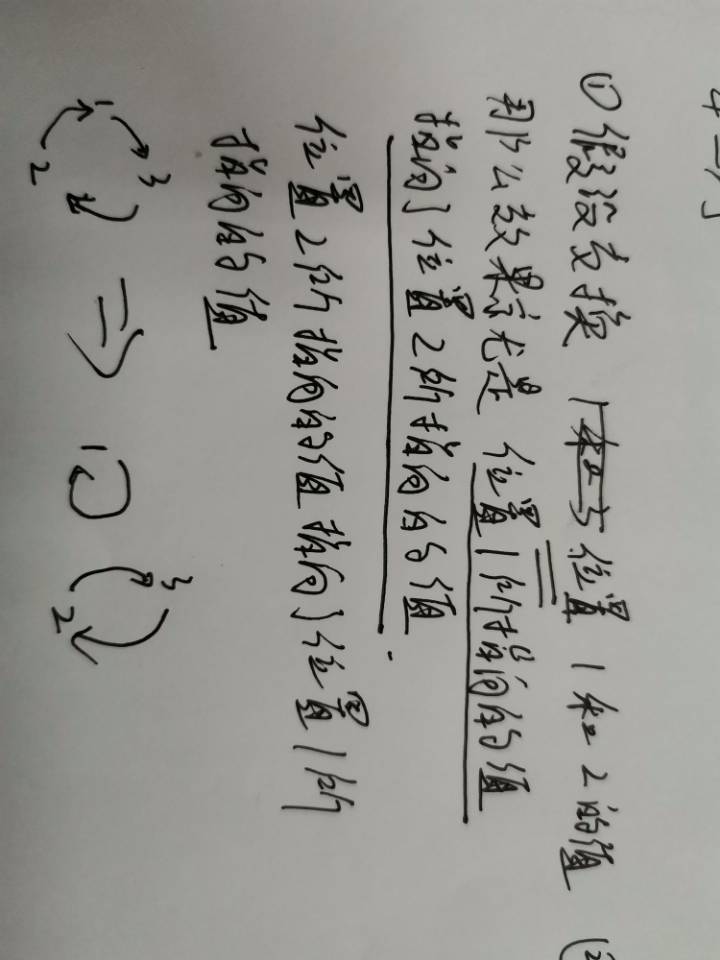 ① 假设交换 位置 1 和 2 的值 (2
那么效果就是 位置1所指向的值
指向了位置2所指向的值.
位置2所指向的值指向了位置1所
指向的值
3 3
1 ⇒ 1
2 2